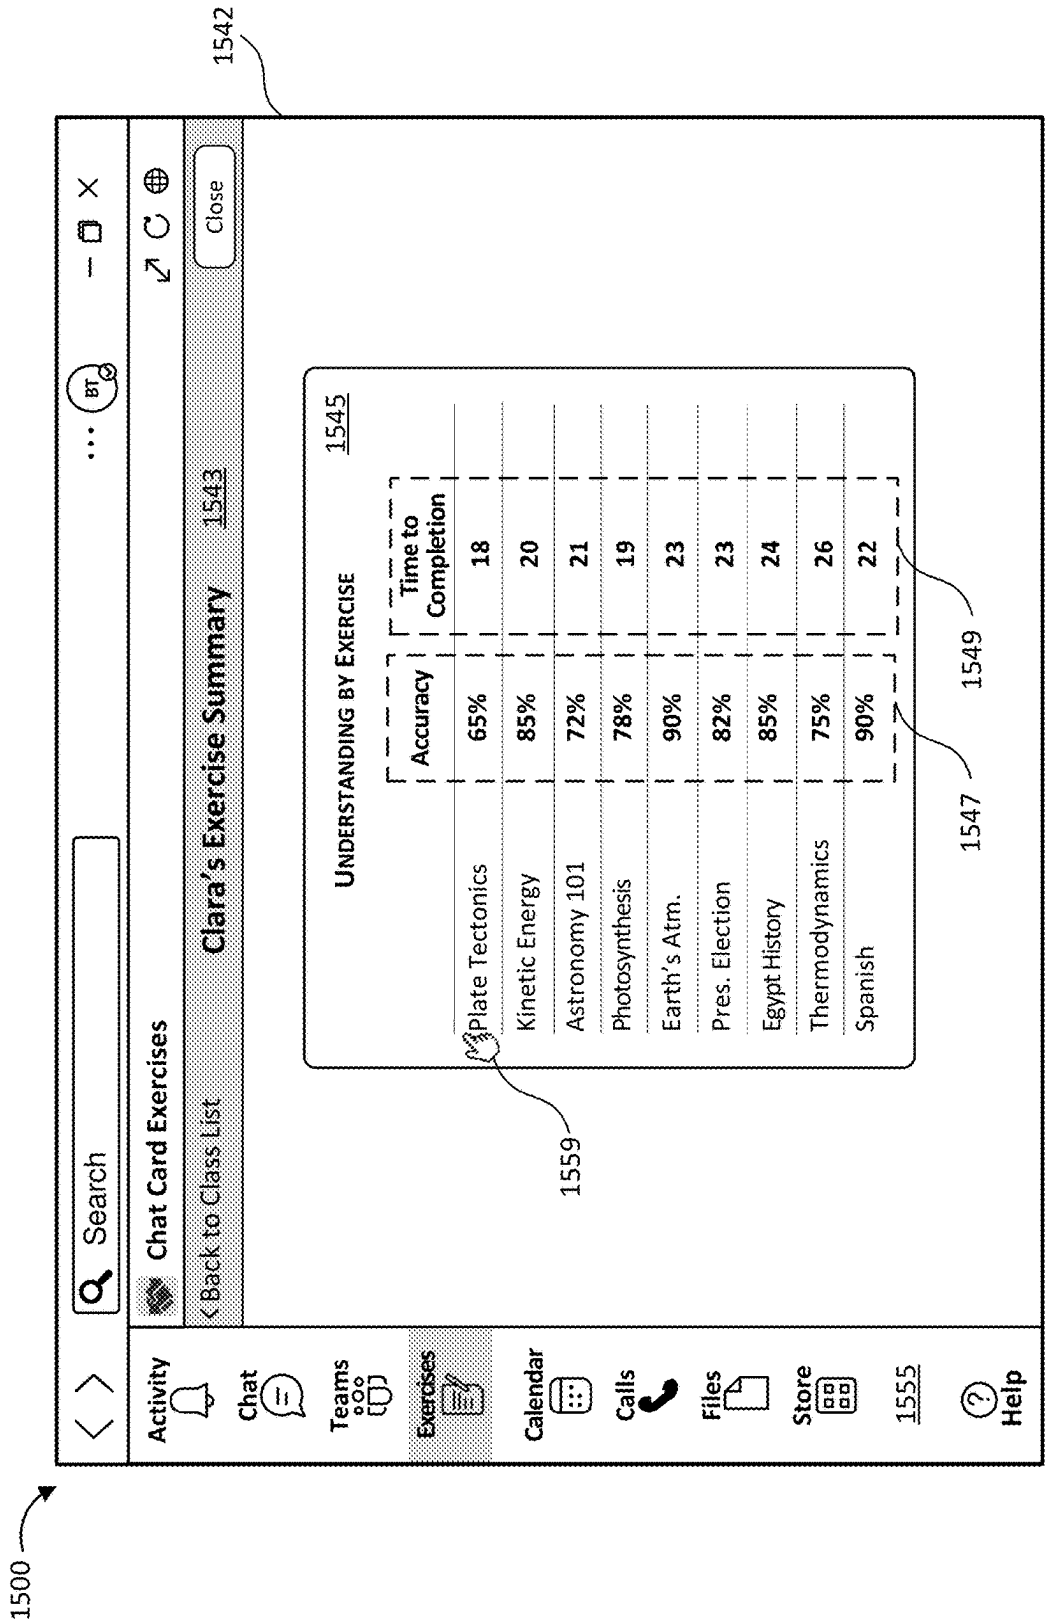 1500
1542
Search
... BT
Chat Card Exercises
< Back to Class List Clara's Exercise Summary 1543 Close
Activity
Chat
Teams
Exercises
Calendar
Calls
Files
Store
1555
Help
UNDERSTANDING BY EXERCISE 1545
Accuracy Time to
Completion
Plate Tectonics 65% 18
Kinetic Energy 85% 20
Astronomy 101 72% 21
Photosynthesis 78% 19
Earth's Atm. 90% 23
Pres. Election 82% 23
Egypt History 85% 24
Thermodynamics 75% 26
Spanish 90% 22
1559
1547
1549